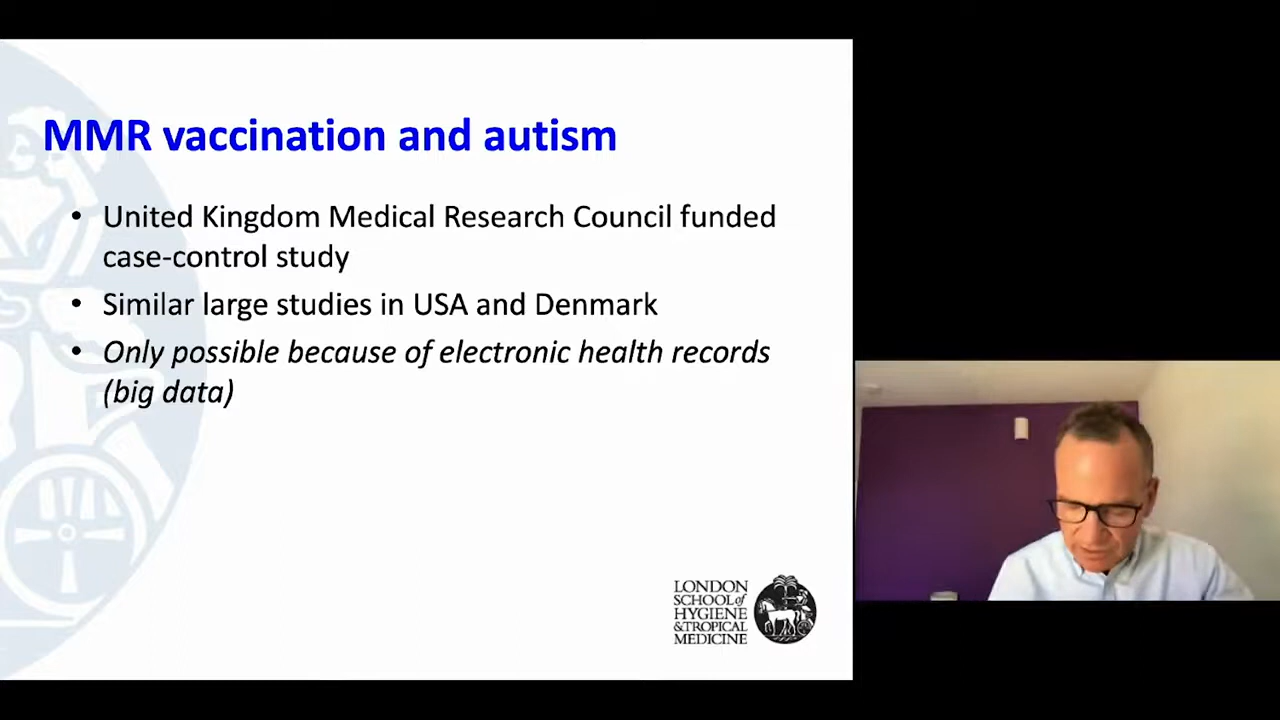 MMR vaccination and autism
• United Kingdom Medical Research Council funded
case-control study
• Similar large studies in USA and Denmark
• Only possible because of electronic health records
(big data)
LONDON
SCHOOL of
HYGIENE
& TROPICAL
MEDICINE